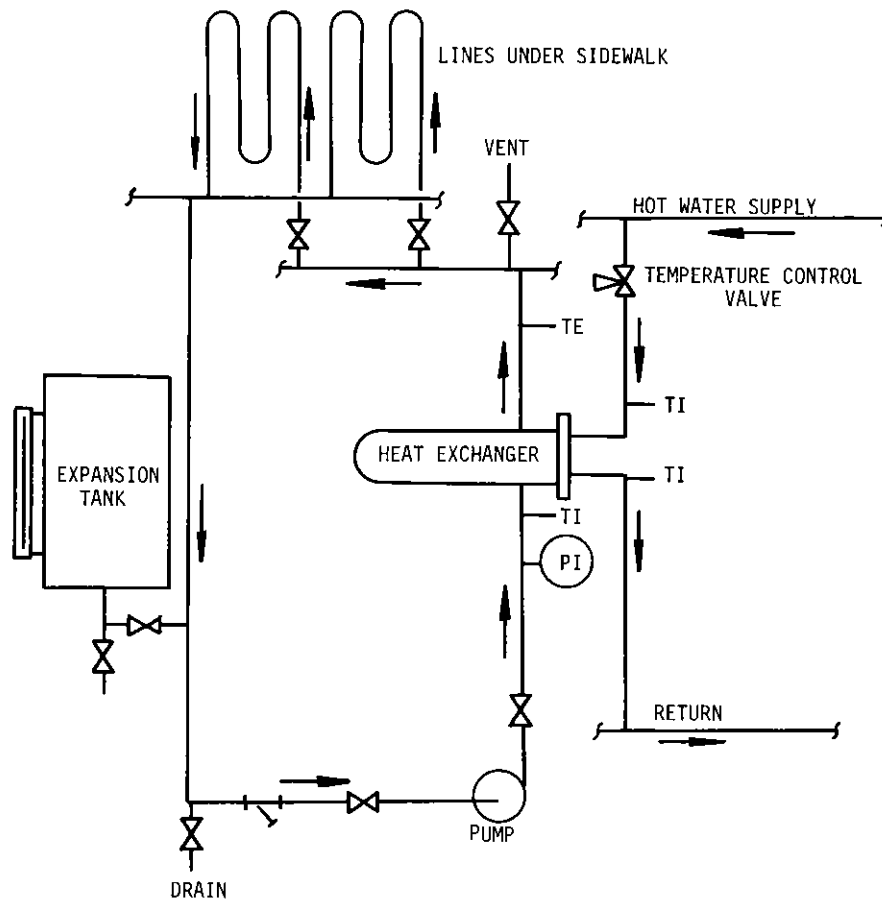 LINES UNDER SIDEWALK
VENT
HOT WATER SUPPLY
TEMPERATURE CONTROL
VALVE
TE
TI
HEAT EXCHANGER
EXPANSION
TANK
TI
TI
PI
RETURN
PUMP
DRAIN